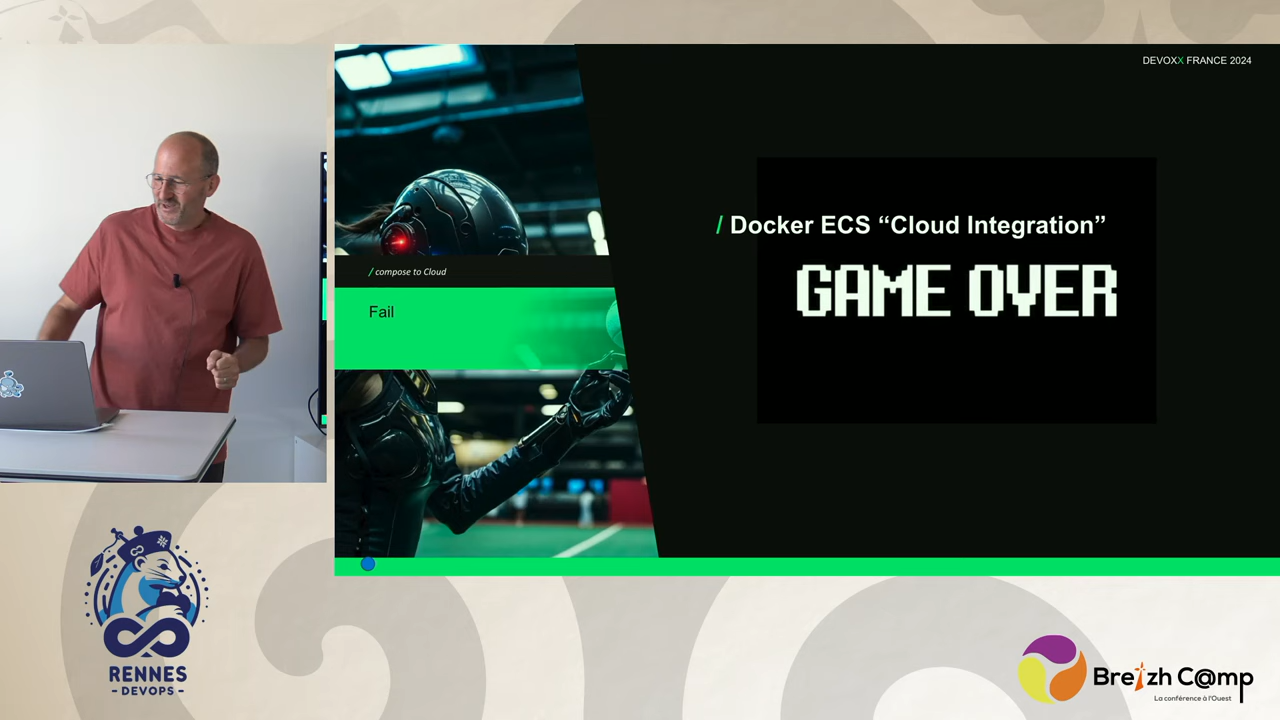 DEVOXX FRANCE 2024
/ Docker ECS “Cloud Integration”
GAME OVER
/ compose to Cloud
Fail
RENNES
- DEVOPS -
Breizh C@mp
La conférence à l'Ouest